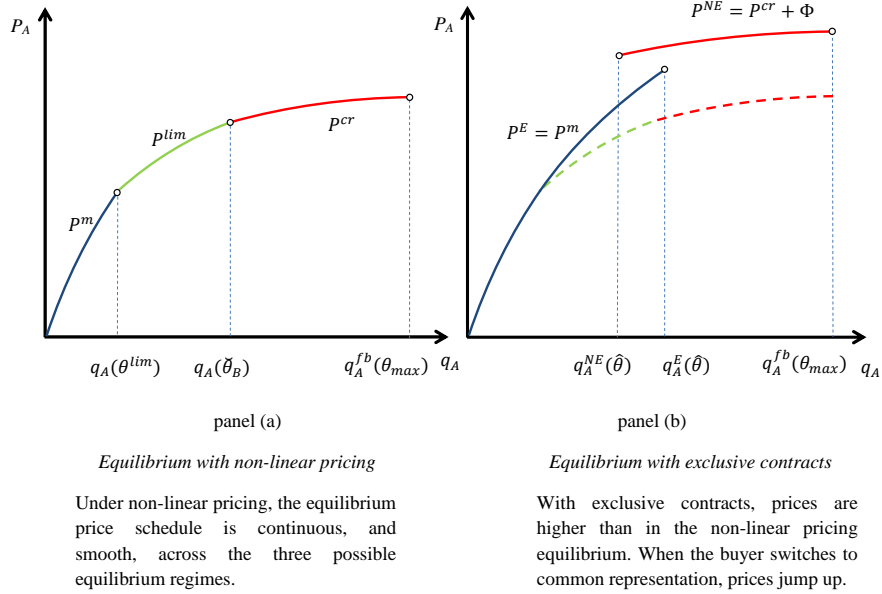 P_A
P^m
P^{lim}
P^{cr}
q_A(θ^{lim})
q_A(θ̆_B)
q_A^{fb}(θ_{max})
q_A
panel (a)
Equilibrium with non-linear pricing
Under non-linear pricing, the equilibrium
price schedule is continuous, and
smooth, across the three possible
equilibrium regimes.
P_A
P^{NE} = P^{cr} + Φ
P^E = P^m
q_A^{NE}(θ̂)
q_A^E(θ̂)
q_A^{fb}(θ_{max})
q_A
panel (b)
Equilibrium with exclusive contracts
With exclusive contracts, prices are
higher than in the non-linear pricing
equilibrium. When the buyer switches to
common representation, prices jump up.